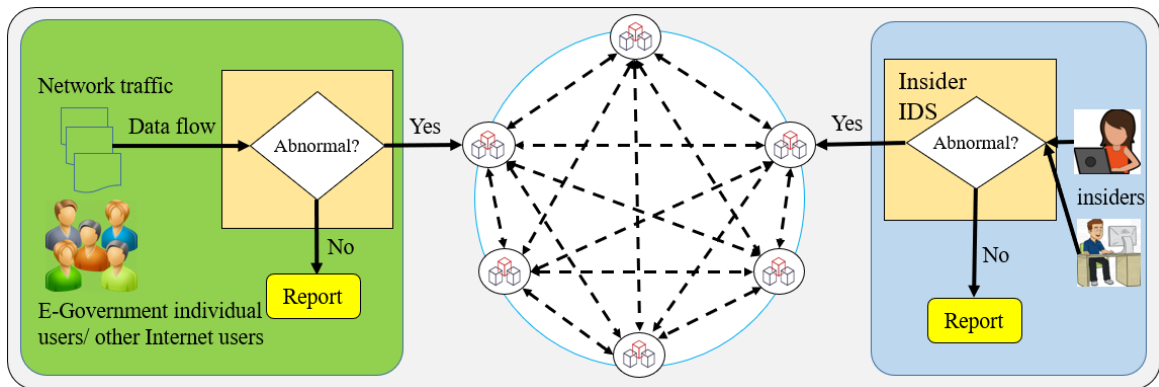 Network traffic
Data flow
Abnormal?
Yes
No
Report
E-Government individual
users/ other Internet users
Insider
IDS
Yes
Abnormal?
insiders
No
Report